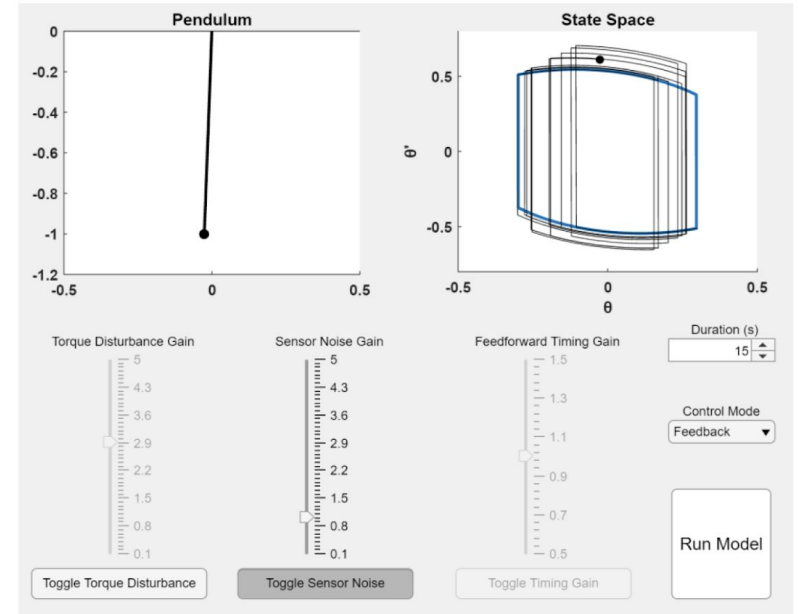 Pendulum
0
-0.2
-0.4
-0.6
-0.8
-1
-1.2
-0.5
0
0.5
State Space
0.5
0
-0.5
θ'
-0.5
0
0.5
θ
Torque Disturbance Gain
5
4.3
3.6
2.9
2.2
1.5
0.8
0.1
Toggle Torque Disturbance
Sensor Noise Gain
5
4.3
3.6
2.9
2.2
1.5
0.8
0.1
Toggle Sensor Noise
Feedforward Timing Gain
1.5
1.3
1.1
0.9
0.7
0.5
Toggle Timing Gain
Duration (s)
15
Control Mode
Feedback
Run Model